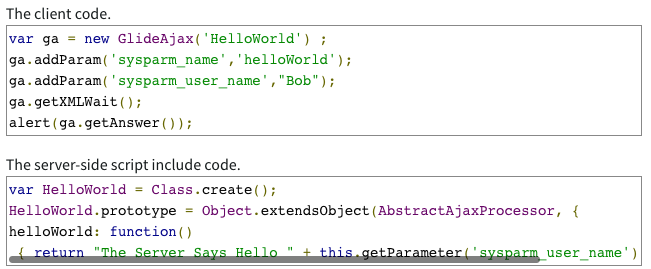 The client code.
var ga = new GlideAjax('HelloWorld') ;
ga.addParam('sysparm_name','helloWorld');
ga.addParam('sysparm_user_name',"Bob");
ga.getXMLWait();
alert(ga.getAnswer());
The server-side script include code.
var HelloWorld = Class.create();
HelloWorld.prototype = Object.extendsObject(AbstractAjaxProcessor, {
helloWorld: function()
{ return "The Server Says Hello " + this.getParameter('sysparm_user_name')